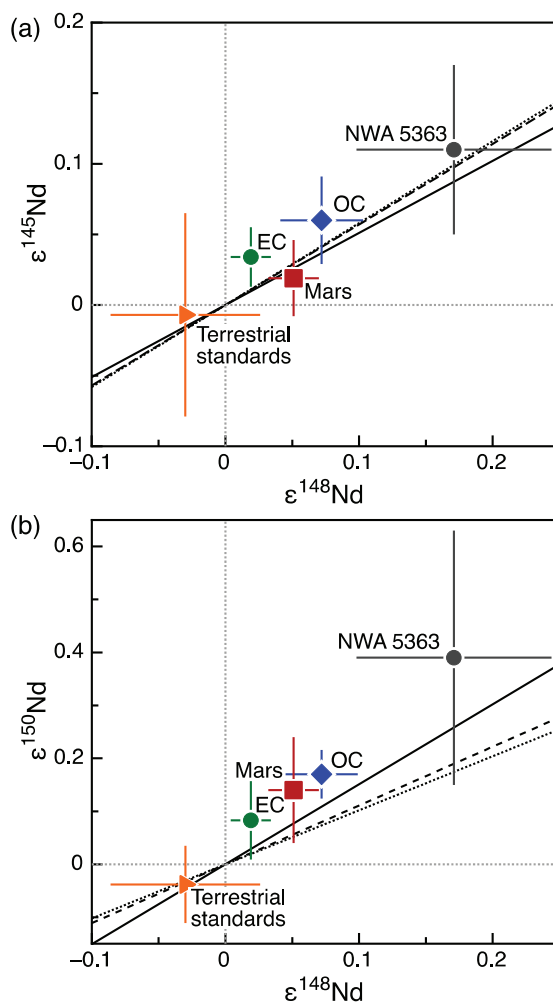 (a)
0.2
0.1
0
−0.1
ε145Nd
NWA 5363
OC
EC
Mars
Terrestrial
standards
−0.1
0
0.1
0.2
ε148Nd
(b)
0.6
0.4
0.2
0
ε150Nd
NWA 5363
Mars
OC
EC
Terrestrial
standards
−0.1
0
0.1
0.2
ε148Nd